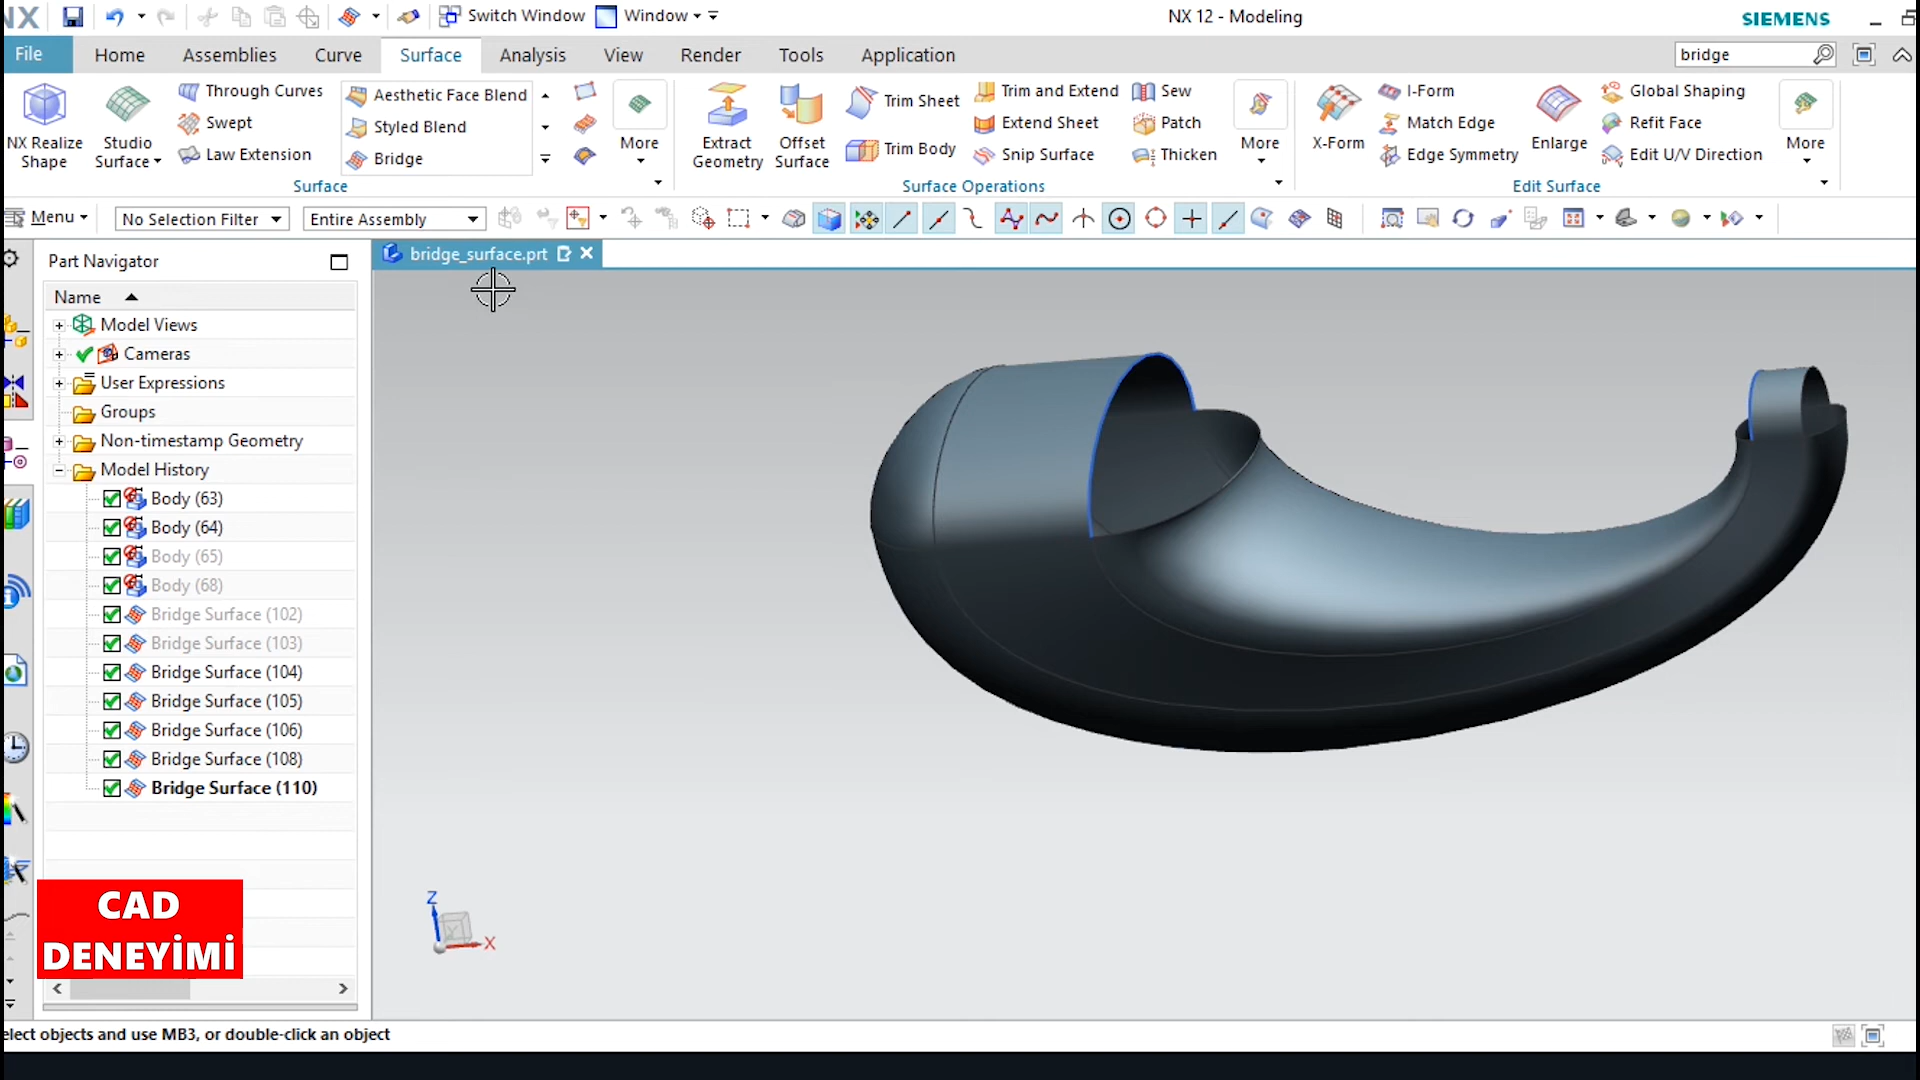 NX
Switch Window
Window
NX 12 - Modeling
SIEMENS
File
Home
Assemblies
Curve
Surface
Analysis
View
Render
Tools
Application
bridge
NX Realize
Shape
Studio
Surface
Through Curves
Swept
Law Extension
Aesthetic Face Blend
Styled Blend
Bridge
More
Surface
Extract
Geometry
Offset
Surface
Trim Sheet
Trim Body
Trim and Extend
Extend Sheet
Snip Surface
Sew
Patch
Thicken
More
Surface Operations
X-Form
I-Form
Match Edge
Edge Symmetry
Enlarge
Global Shaping
Refit Face
Edit U/V Direction
More
Edit Surface
Menu
No Selection Filter
Entire Assembly
Part Navigator
bridge_surface.prt
Name
Model Views
Cameras
User Expressions
Groups
Non-timestamp Geometry
Model History
Body (63)
Body (64)
Body (65)
Body (68)
Bridge Surface (102)
Bridge Surface (103)
Bridge Surface (104)
Bridge Surface (105)
Bridge Surface (106)
Bridge Surface (108)
Bridge Surface (110)
Z
X
CAD
DENEYİMİ
elect objects and use MB3, or double-click an object